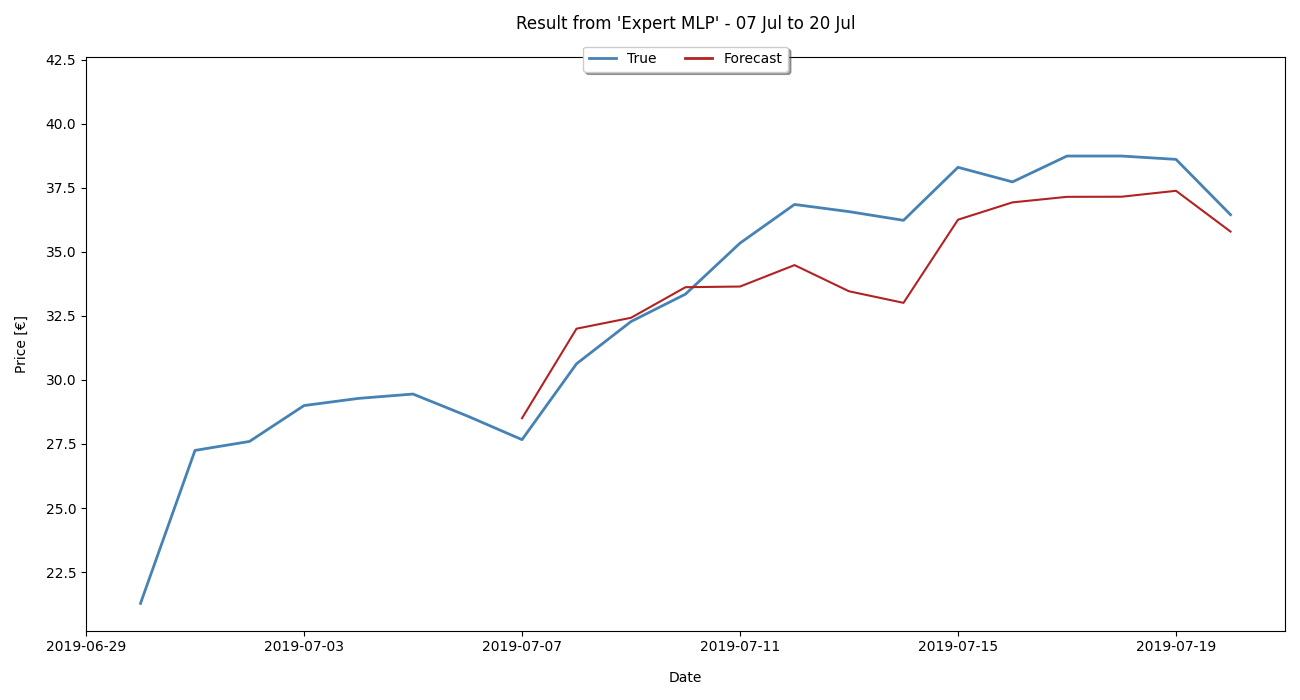 Result from 'Expert MLP' - 07 Jul to 20 Jul
True Forecast
42.5
40.0
37.5
35.0
32.5
30.0
27.5
25.0
22.5
Price [€]
2019-06-29 2019-07-03 2019-07-07 2019-07-11 2019-07-15 2019-07-19
Date